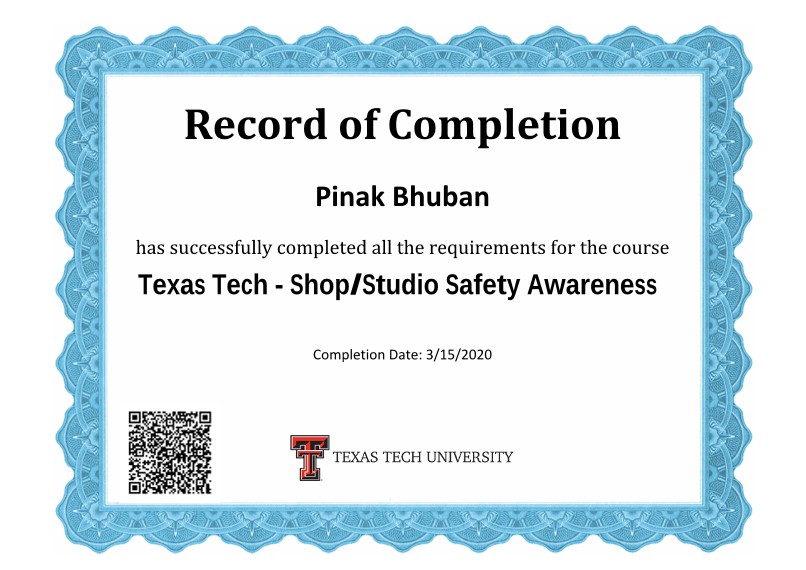 Record of Completion
Pinak Bhuban
has successfully completed all the requirements for the course
Texas Tech - Shop/Studio Safety Awareness
Completion Date: 3/15/2020
TEXAS TECH UNIVERSITY